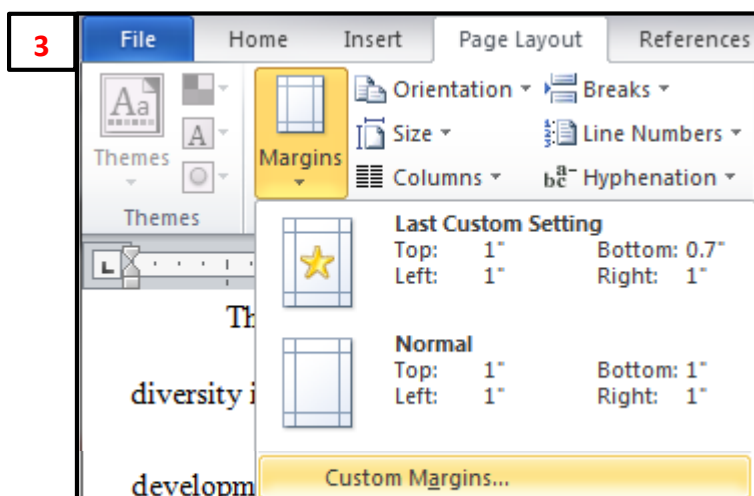 3
File Home Insert Page Layout References
Aa Orientation Breaks
A Size Line Numbers
Themes Margins Columns bc a- Hyphenation
Themes
Last Custom Setting
Top: 1" Bottom: 0.7"
Left: 1" Right: 1"
Th
Normal
Top: 1" Bottom: 1"
diversity i Left: 1" Right: 1"
developm Custom Margins...